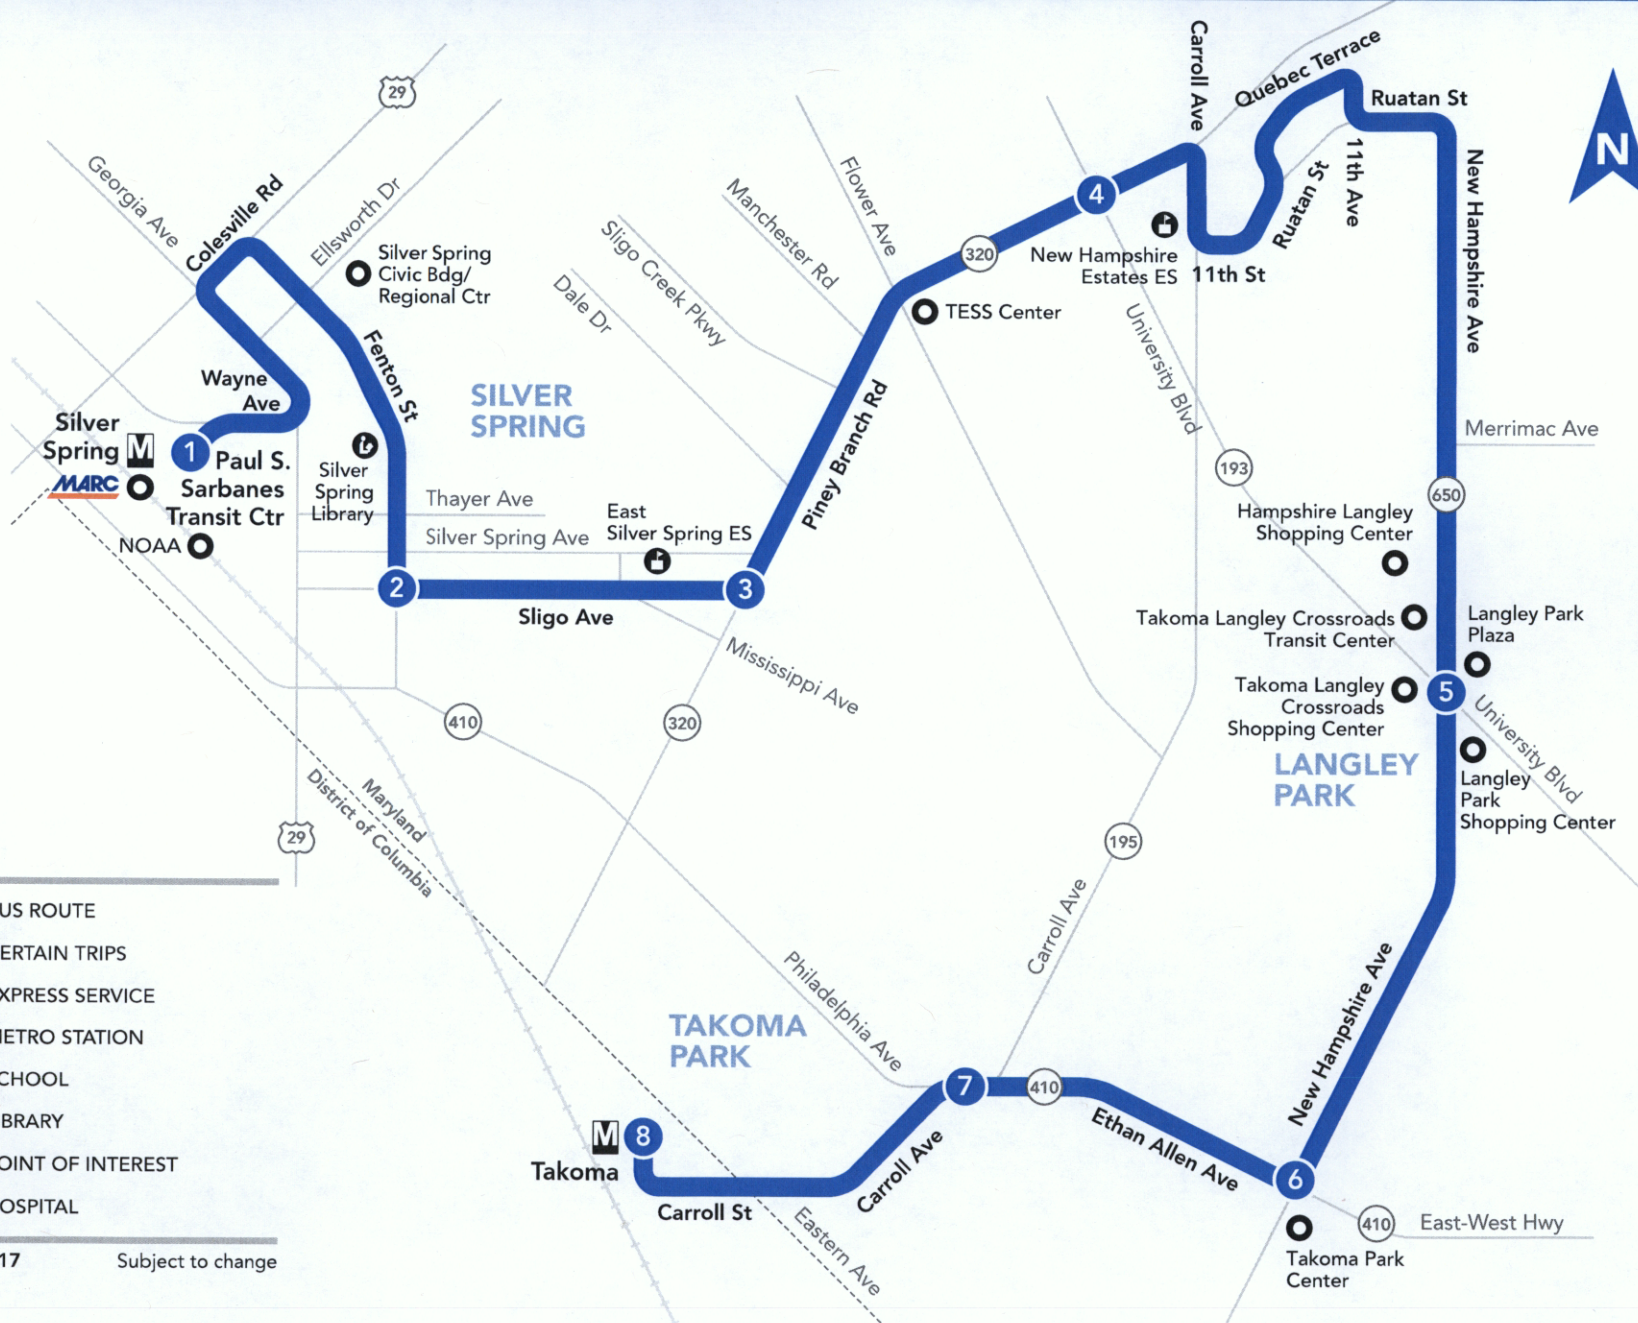 29
Georgia Ave
Colesville Rd
Ellsworth Dr
Silver Spring
Civic Bdg/
Regional Ctr
Fenton St
Wayne
Ave
Silver
Spring
M
MARC
1
Paul S.
Sarbanes
Transit Ctr
NOAA
Silver
Spring
Library
SILVER
SPRING
Thayer Ave
Silver Spring Ave
East
Silver Spring ES
2
Sligo Ave
3
Dale Dr
Sligo Creek Pkwy
Manchester Rd
Flower Ave
Piney Branch Rd
TESS Center
320
4
New Hampshire
Estates ES
Carroll Ave
11th St
Quebec Terrace
Ruatan St
11th Ave
Ruatan St
New Hampshire Ave
N
University Blvd
193
Merrimac Ave
650
Hampshire Langley
Shopping Center
Takoma Langley Crossroads
Transit Center
Langley Park
Plaza
Takoma Langley
Crossroads
Shopping Center
5
University Blvd
LANGLEY
PARK
Langley
Park
Shopping Center
Mississippi Ave
410
320
Maryland
District of Columbia
29
195
Carroll Ave
New Hampshire Ave
Philadelphia Ave
TAKOMA
PARK
7
410
Ethan Allen Ave
6
410
East-West Hwy
Takoma Park
Center
M
8
Takoma
Carroll St
Carroll Ave
Eastern Ave
US ROUTE
ERTAIN TRIPS
XPRESS SERVICE
METRO STATION
CHOOL
IBRARY
OINT OF INTEREST
OSPITAL
17
Subject to change